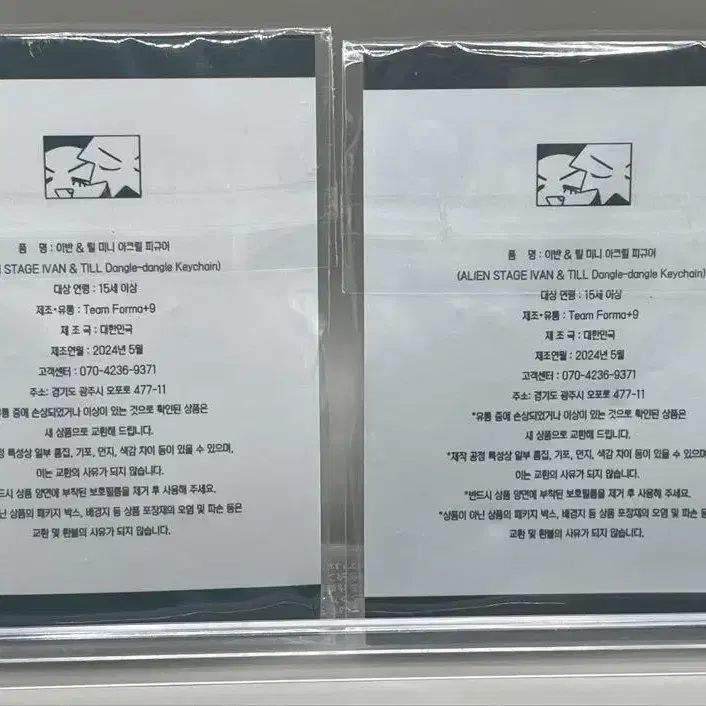 품 명 : 이반 & 틸 미니 아크릴 피규어
STAGE IVAN & TILL Dangle-dangle Keychain)
대상 연령 : 15세 이상
제조•유통 : Team Forma+9
제 조 국 : 대한민국
제조연월 : 2024년 5월
고객센터 : 070-4236-9371
주소: 경기도 광주시 오포로 477-11
중에 손상되었거나 이상이 있는 것으로 확인된 상품은
새 상품으로 교환해 드립니다.
특성상 일부 흠집, 기포, 먼지, 색감 차이 등이 있을 수 있으며,
이는 교환의 사유가 되지 않습니다.
상품 양면에 부착된 보호필름을 제거 후 사용해 주세요.
아닌 상품의 패키지 박스, 배경지 등 상품 포장재의 오염 및 파손 등은
교환 및 환불의 사유가 되지 않습니다.
품 명 : 이반 & 틸 미니 아크릴 피규어
(ALIEN STAGE IVAN & TILL Dangle-dangle Keychain)
대상 연령 : 15세 이상
제조•유통 : Team Forma+9
제 조 국 : 대한민국
제조연월 : 2024년 5월
고객센터 : 070-4236-9371
주소: 경기도 광주시 오포로 477-11
*유통 중에 손상되었거나 이상이 있는 것으로 확인된 상품은
새 상품으로 교환해 드립니다.
*제작 공정 특성상 일부 흠집, 기포, 먼지, 색감 차이 등이 있을 수 있으며
이는 교환의 사유가 되지 않습니다.
*반드시 상품 양면에 부착된 보호필름을 제거 후 사용해 주세요.
*상품이 아닌 상품의 패키지 박스, 배경지 등 상품 포장재의 오염 및 파손 등
교환 및 환불의 사유가 되지 않습니다.